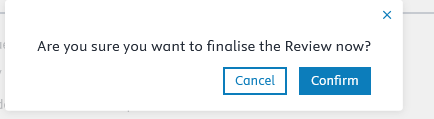 Are you sure you want to finalise the Review now?
Cancel Confirm